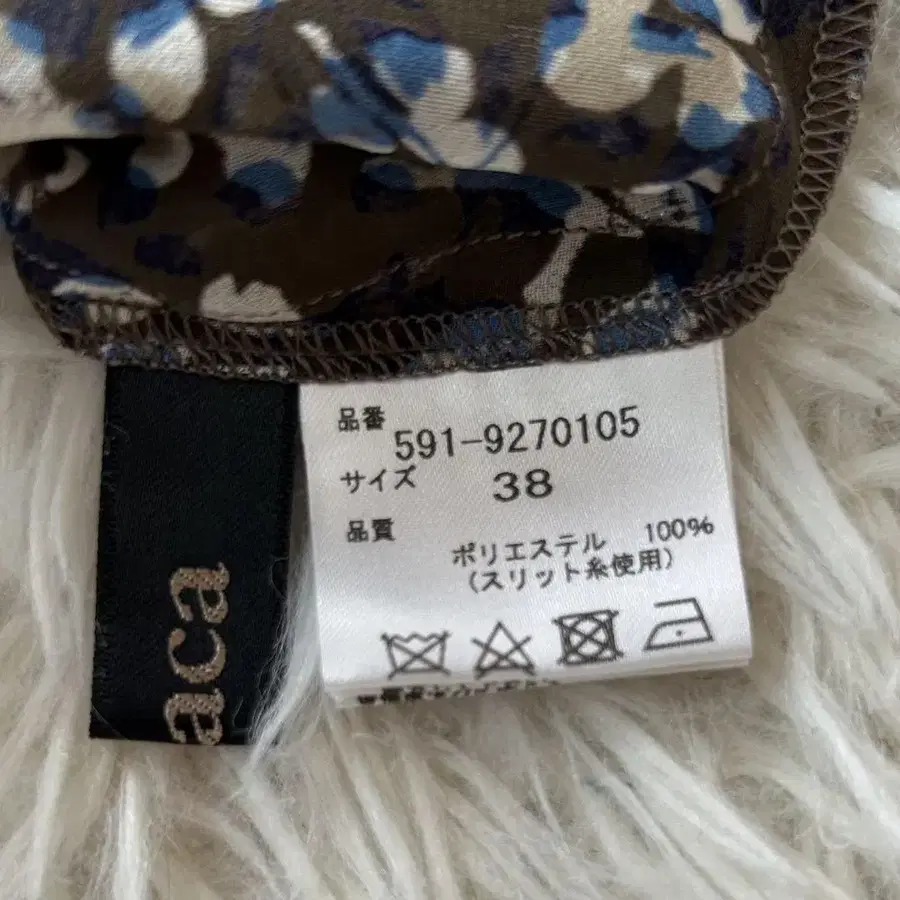 品番
591-9270105
サイズ
38
品質
ポリエステル 100%
(スリット糸使用)
aca